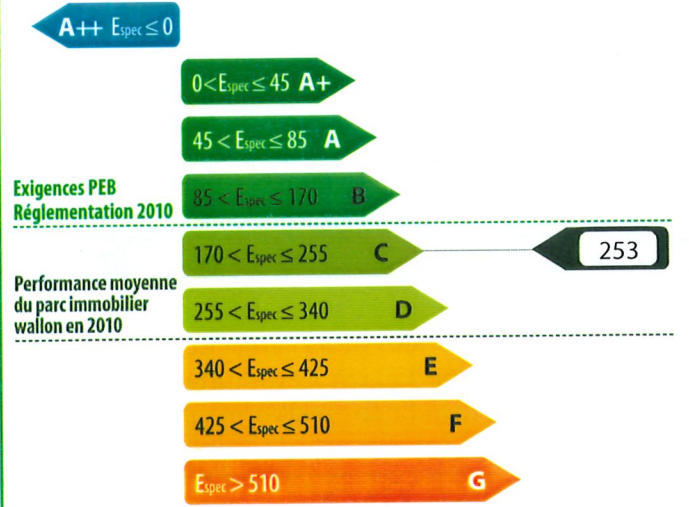 A++ Espec ≤ 0
0 < Espec ≤ 45 A+
45 < Espec ≤ 85 A
Exigences PEB
Réglementation 2010
85 < Espec ≤ 170 B
170 < Espec ≤ 255 C
253
Performance moyenne
du parc immobilier
wallon en 2010
255 < Espec ≤ 340 D
340 < Espec ≤ 425 E
425 < Espec ≤ 510 F
Espec > 510 G